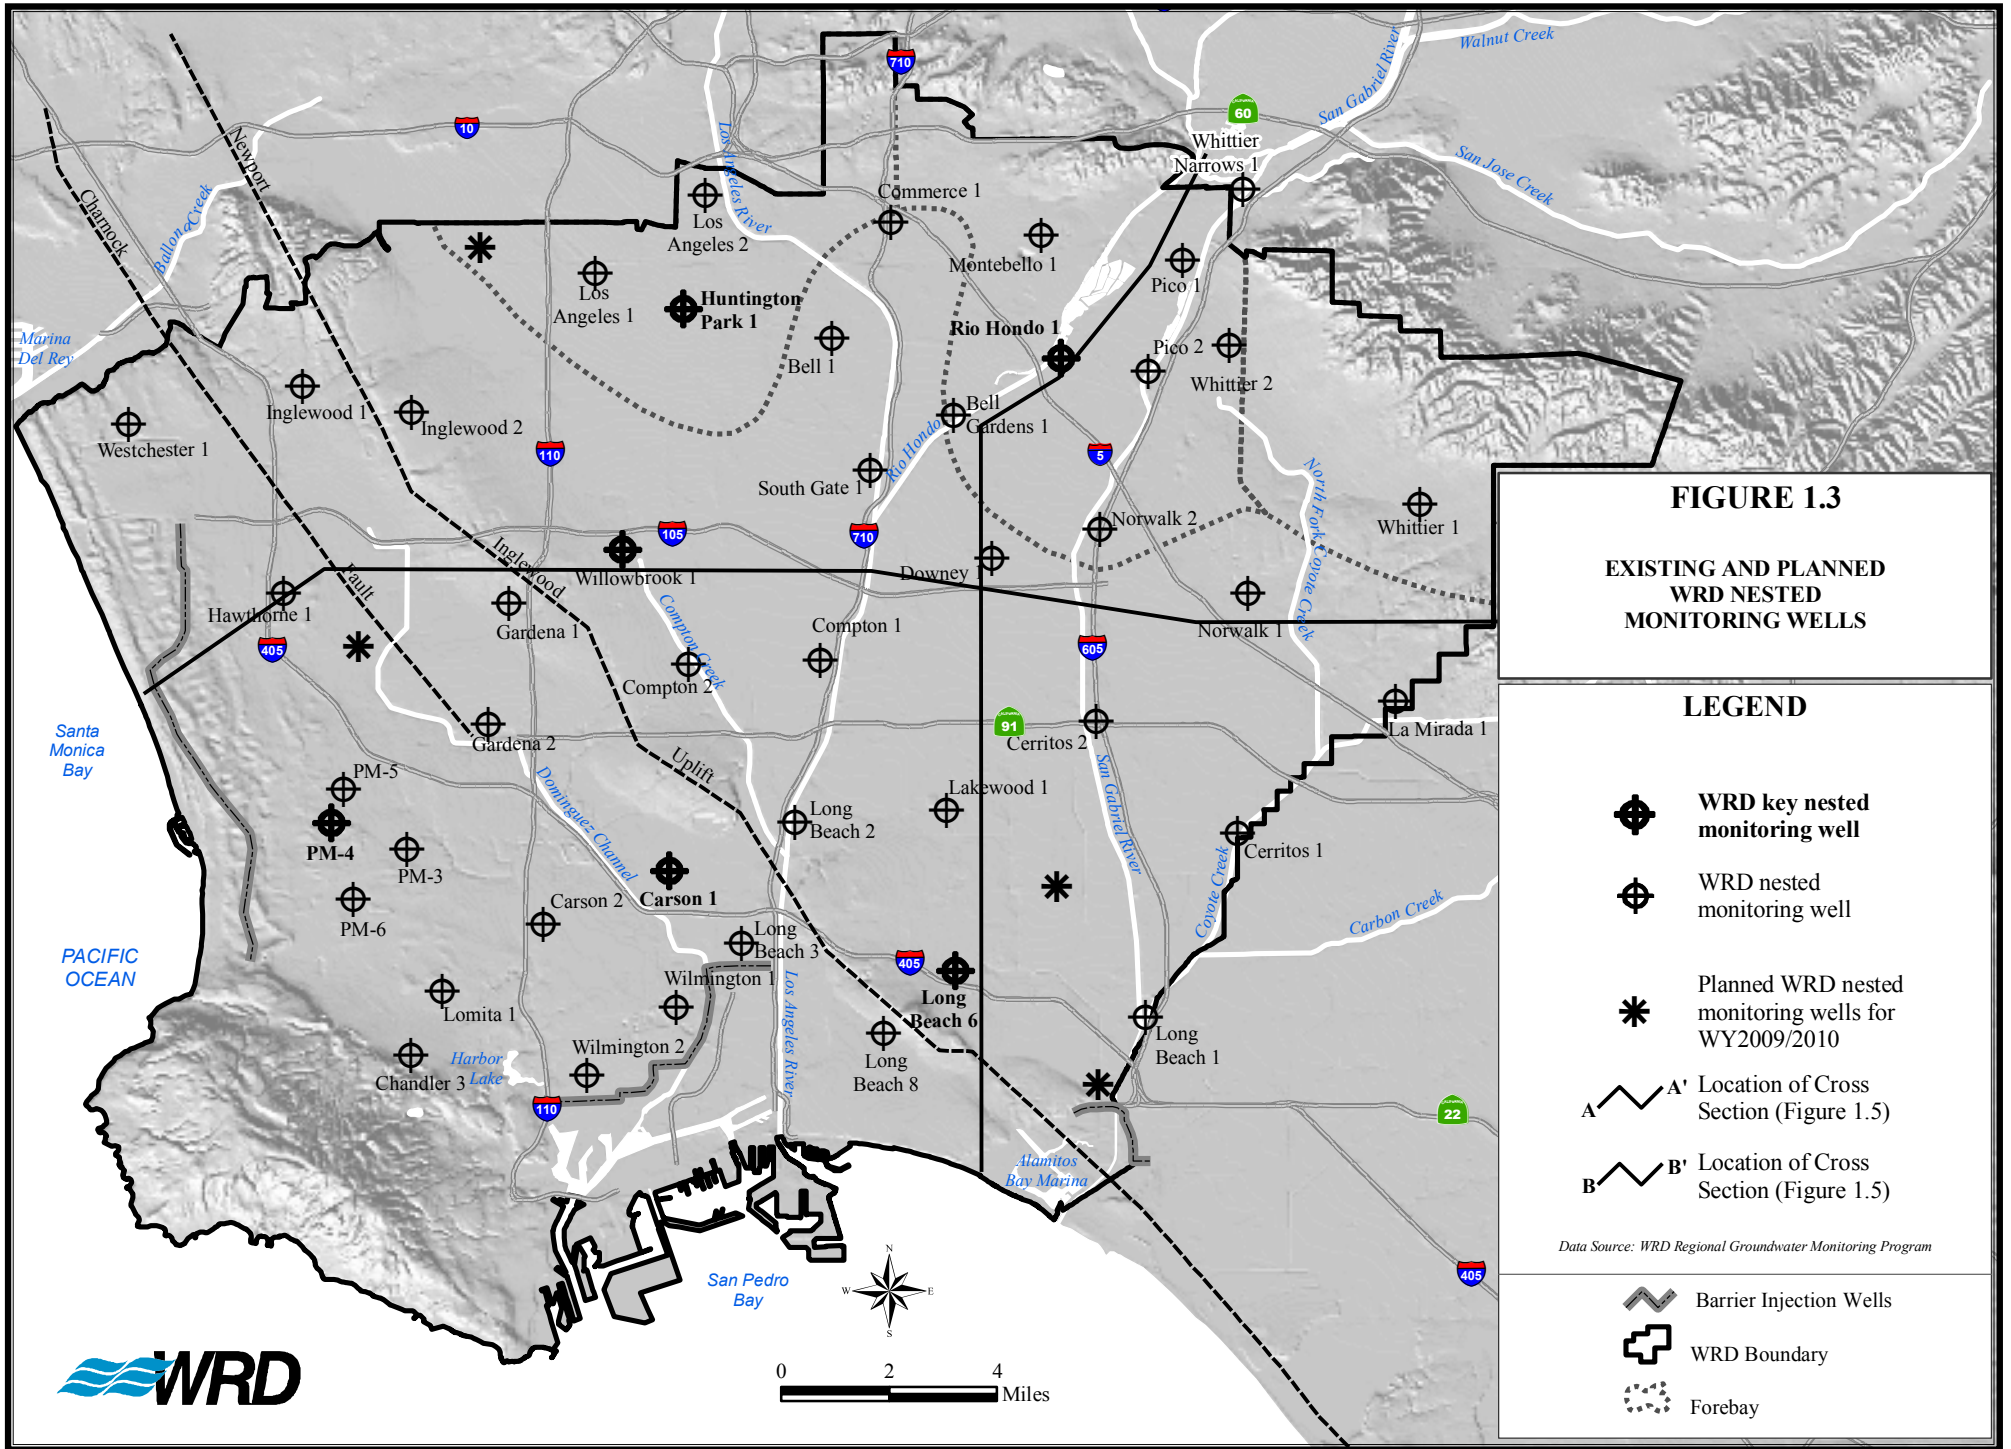 710
Walnut Creek
San Gabriel River
10
60
Newport
Los Angeles River
Whittier
Narrows 1
San Jose Creek
Charnock
Ballona Creek
Commerce 1
Los
Angeles 2
Montebello 1
Pico 1
Los
Angeles 1
Huntington
Park 1
Rio Hondo 1
Marina
Del Rey
Bell 1
Pico 2
Whittier 2
Inglewood 1
Inglewood 2
Bell
Gardens 1
Westchester 1
110
Rio Hondo
5
North Fork Coyote Creek
South Gate 1
FIGURE 1.3
Whittier 1
Norwalk 2
105
710
EXISTING AND PLANNED
WRD NESTED
MONITORING WELLS
Inglewood
Fault
Willowbrook 1
Downey 1
Hawthorne 1
Gardena 1
Compton Creek
Compton 1
Norwalk 1
405
605
Compton 2
LEGEND
Santa
Monica
Bay
Gardena 2
91
Cerritos 2
La Mirada 1
Uplift
PM-5
Dominguez Channel
San Gabriel River
Lakewood 1
Long
Beach 2
WRD key nested
monitoring well
PM-4
PM-3
Cerritos 1
Carson 1
Carson 2
Coyote Creek
WRD nested
monitoring well
PM-6
Carbon Creek
Long
Beach 3
PACIFIC
OCEAN
405
Wilmington 1
Los Angeles River
Long
Beach 6
Planned WRD nested
monitoring wells for
WY2009/2010
Lomita 1
Long
Beach 1
Wilmington 2
Harbor
Lake
Chandler 3
Long
Beach 8
110
22
A
A'
Location of Cross
Section (Figure 1.5)
Alamitos
Bay Marina
B
B'
Location of Cross
Section (Figure 1.5)
Data Source: WRD Regional Groundwater Monitoring Program
San Pedro
Bay
N
W
E
S
405
Barrier Injection Wells
WRD Boundary
WRD
0
2
4
Miles
Forebay